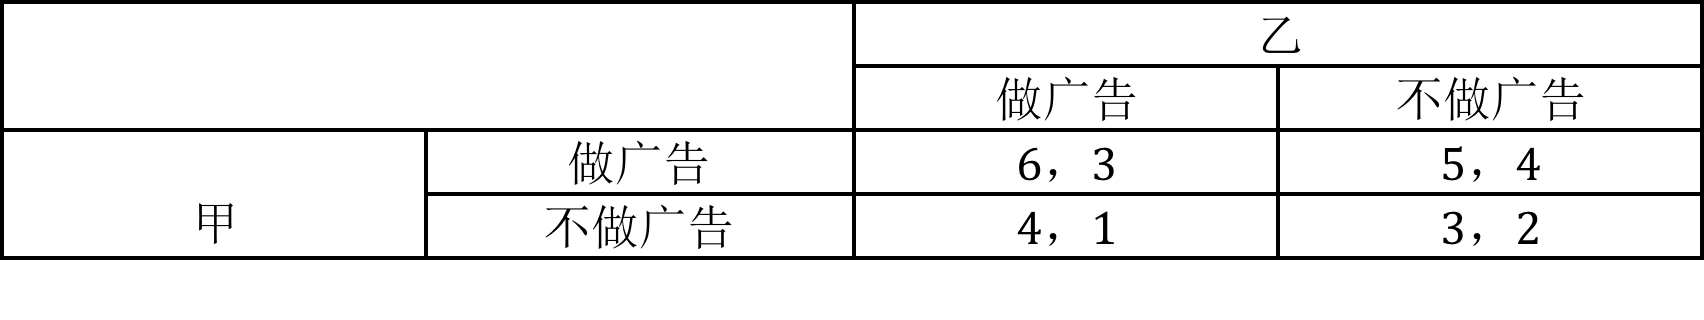 乙
做广告 不做广告
做广告 6，3 5，4
甲
不做广告 4，1 3，2